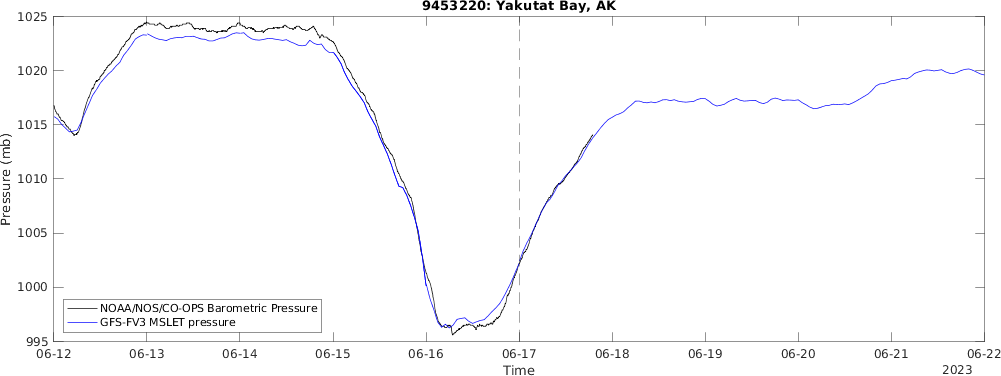 9453220: Yakutat Bay, AK
Pressure (mb)
1025
1020
1015
1010
1005
1000
995
NOAA/NOS/CO-OPS Barometric Pressure
GFS-FV3 MSLET pressure
06-12 06-13 06-14 06-15 06-16 06-17 06-18 06-19 06-20 06-21 06-22
Time
2023